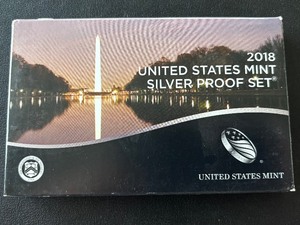 2018
UNITED STATES MINT
SILVER PROOF SET®
UNITED STATES MINT